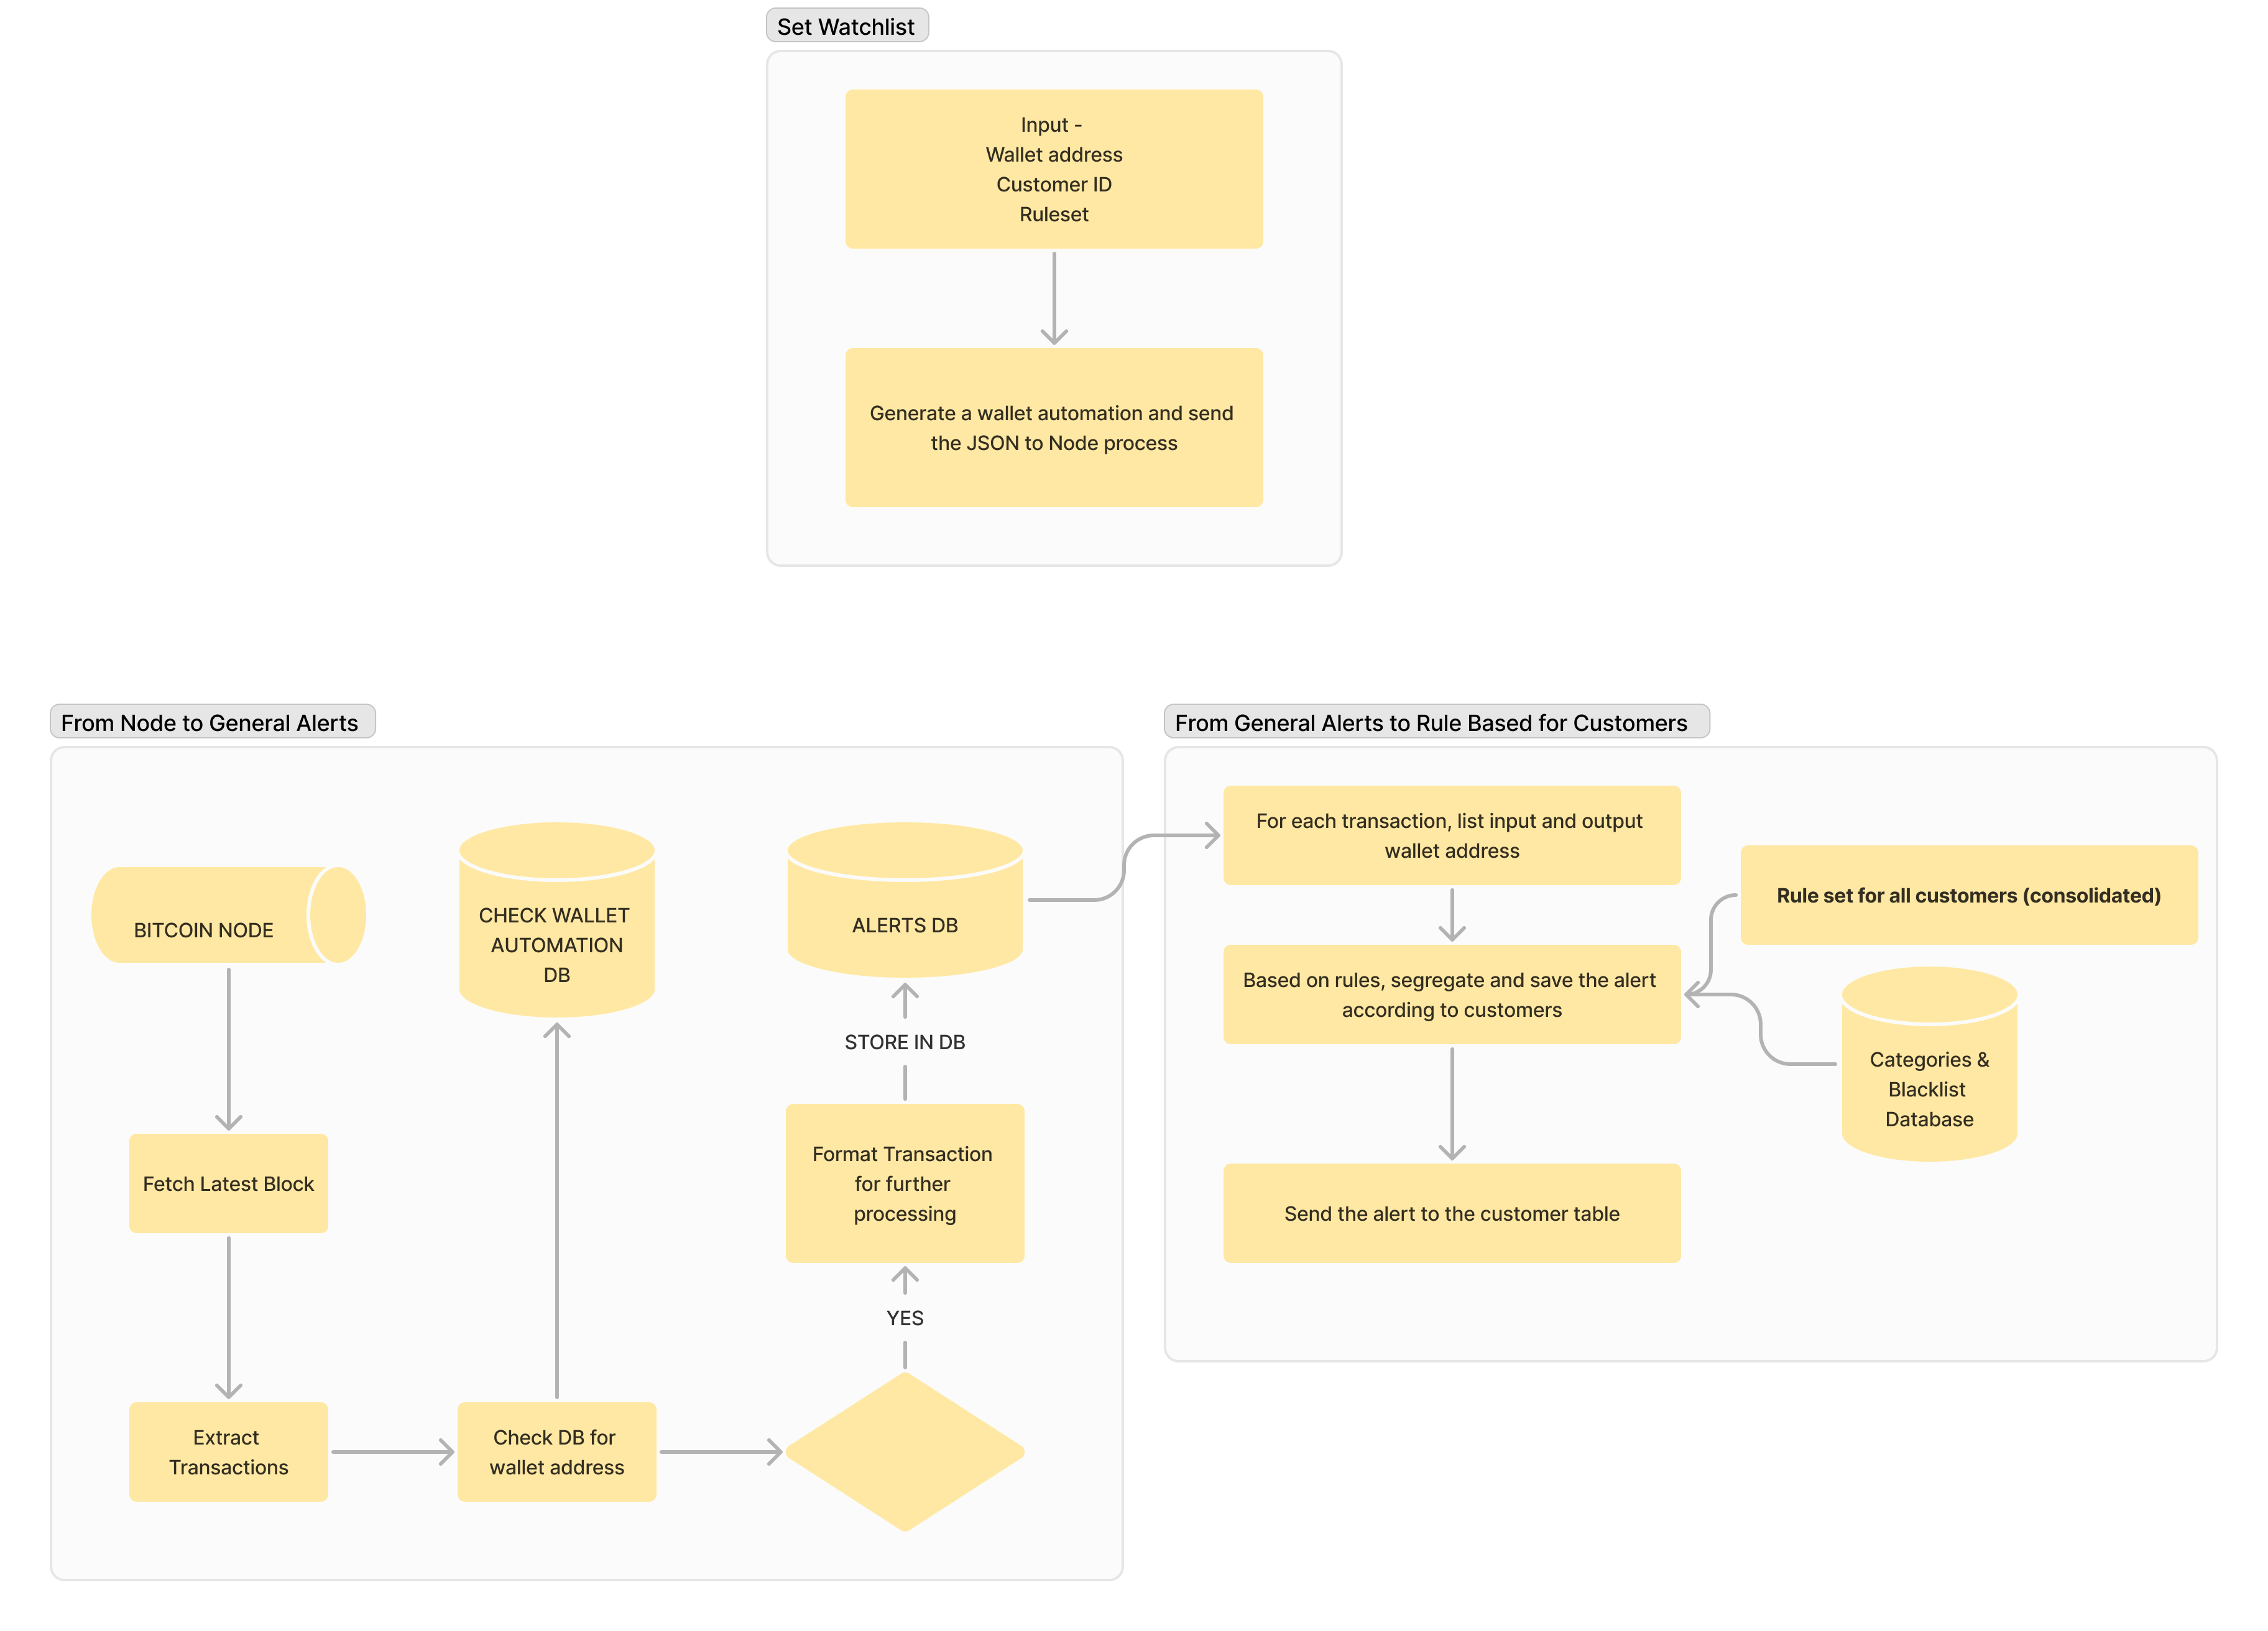 Set Watchlist
Input -
Wallet address
Customer ID
Ruleset
Generate a wallet automation and send
the JSON to Node process
From Node to General Alerts
BITCOIN NODE
Fetch Latest Block
Extract
Transactions
CHECK WALLET
AUTOMATION
DB
Check DB for
wallet address
ALERTS DB
STORE IN DB
Format Transaction
for further
processing
YES
From General Alerts to Rule Based for Customers
For each transaction, list input and output
wallet address
Rule set for all customers (consolidated)
Based on rules, segregate and save the alert
according to customers
Categories &
Blacklist
Database
Send the alert to the customer table